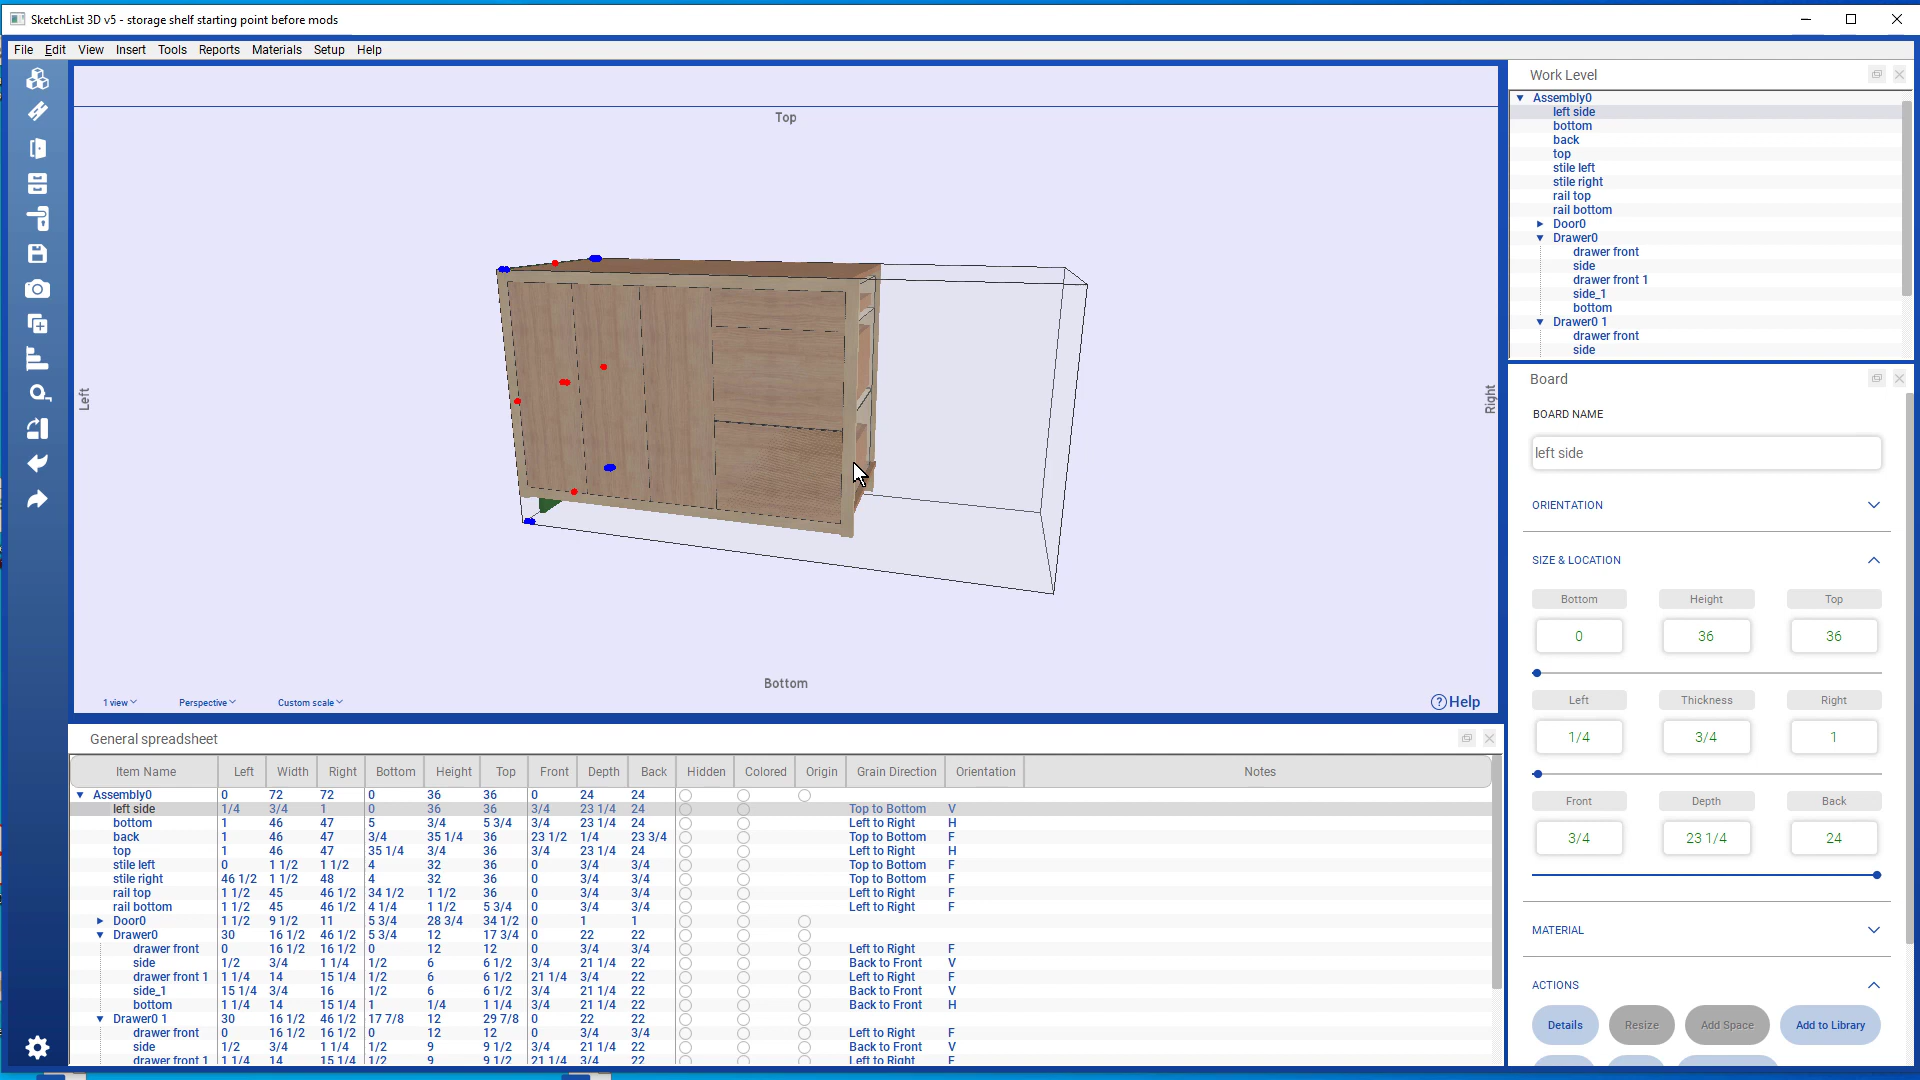 SketchList 3D v5 - storage shelf starting point before mods
File Edit View Insert Tools Reports Materials Setup Help
Top
Left
Right
Bottom
1 view Perspective Custom scale
Help
Work Level
Assembly0
left side
bottom
back
top
stile left
stile right
rail top
rail bottom
Door0
Drawer0
drawer front
side
drawer front 1
side_1
bottom
Drawer0 1
drawer front
side
Board
BOARD NAME
left side
ORIENTATION
SIZE & LOCATION
Bottom Height Top
0 36 36
Left Thickness Right
1/4 3/4 1
Front Depth Back
3/4 23 1/4 24
MATERIAL
ACTIONS
Details Resize Add Space Add to Library
General spreadsheet
Item Name Left Width Right Bottom Height Top Front Depth Back Hidden Colored Origin Grain Direction Orientation Notes
Assembly0 0 72 72 0 36 36 0 24 24
left side 1/4 3/4 1 0 36 36 3/4 23 1/4 24 Top to Bottom V
bottom 1 46 47 5 3/4 5 3/4 3/4 23 1/4 24 Left to Right H
back 1 46 47 3/4 35 1/4 36 23 1/2 1/4 23 3/4 Top to Bottom F
top 1 46 47 35 1/4 3/4 36 3/4 23 1/4 24 Left to Right H
stile left 0 1 1/2 1 1/2 4 32 36 0 3/4 3/4 Top to Bottom F
stile right 46 1/2 1 1/2 48 4 32 36 0 3/4 3/4 Top to Bottom F
rail top 1 1/2 45 46 1/2 34 1/2 1 1/2 36 0 3/4 3/4 Left to Right F
rail bottom 1 1/2 45 46 1/2 4 1/4 1 1/2 5 3/4 0 3/4 3/4 Left to Right F
Door0 1 1/2 9 1/2 11 5 3/4 28 3/4 34 1/2 0 1 1
Drawer0 30 16 1/2 46 1/2 5 3/4 12 17 3/4 0 22 22
drawer front 0 16 1/2 16 1/2 0 12 12 0 3/4 3/4 Left to Right F
side 1/2 3/4 1 1/4 1/2 6 6 1/2 3/4 21 1/4 22 Back to Front V
drawer front 1 1 1/4 14 15 1/4 1/2 6 6 1/2 21 1/4 3/4 22 Left to Right F
side_1 15 1/4 3/4 16 1/2 6 6 1/2 3/4 21 1/4 22 Back to Front V
bottom 1 1/4 14 15 1/4 1 1/4 1 1/4 3/4 21 1/4 22 Back to Front H
Drawer0 1 30 16 1/2 46 1/2 17 7/8 12 29 7/8 0 22 22
drawer front 0 16 1/2 16 1/2 0 12 12 0 3/4 3/4 Left to Right F
side 1/2 3/4 1 1/4 1/2 9 9 1/2 3/4 21 1/4 22 Back to Front V
drawer front 1 1 1/4 14 15 1/4 1/2 9 9 1/2 21 1/4 3/4 22 Left to Right F